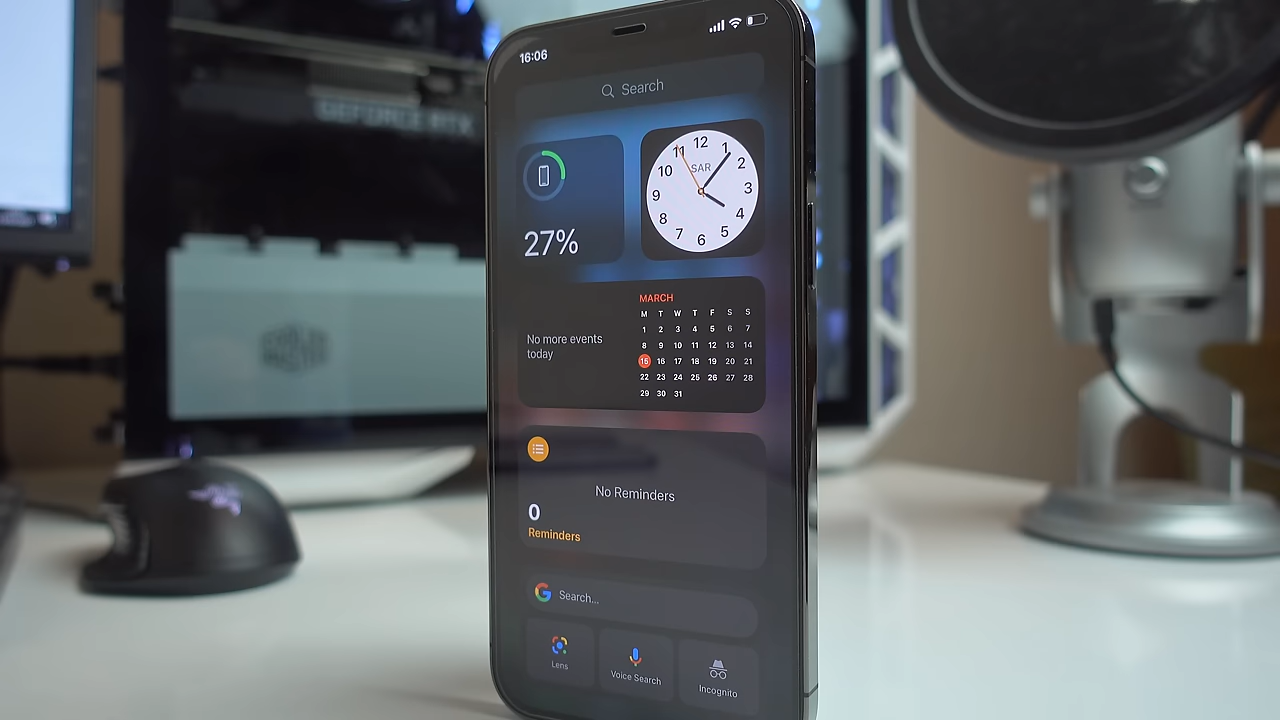 GEFORCE RTX
16:06
Search
27%
12
11 1
10 SAR 2
9 3
8 4
7 5
6
No more events
today
MARCH
M T W T F S S
1 2 3 4 5 6 7
8 9 10 11 12 13 14
15 16 17 18 19 20 21
22 23 24 25 26 27 28
29 30 31
No Reminders
0
Reminders
G Search...
Lens
Voice Search
Incognito